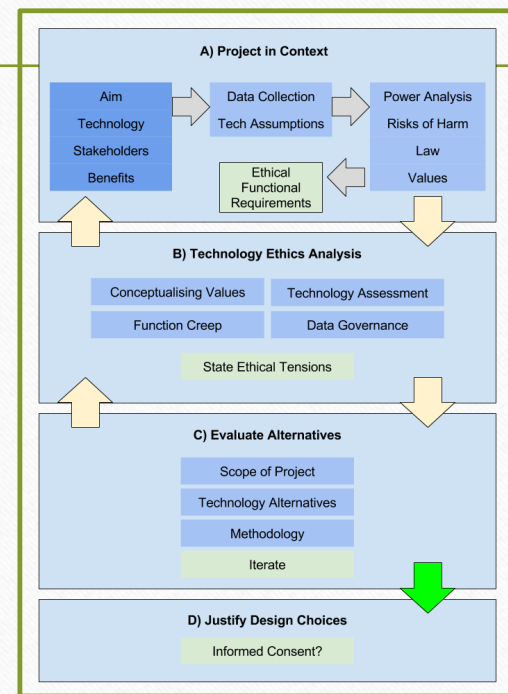 A) Project in Context
Aim
Technology
Stakeholders
Benefits
Data Collection
Tech Assumptions
Power Analysis
Risks of Harm
Law
Values
Ethical
Functional
Requirements
B) Technology Ethics Analysis
Conceptualising Values
Technology Assessment
Function Creep
Data Governance
State Ethical Tensions
C) Evaluate Alternatives
Scope of Project
Technology Alternatives
Methodology
Iterate
D) Justify Design Choices
Informed Consent?